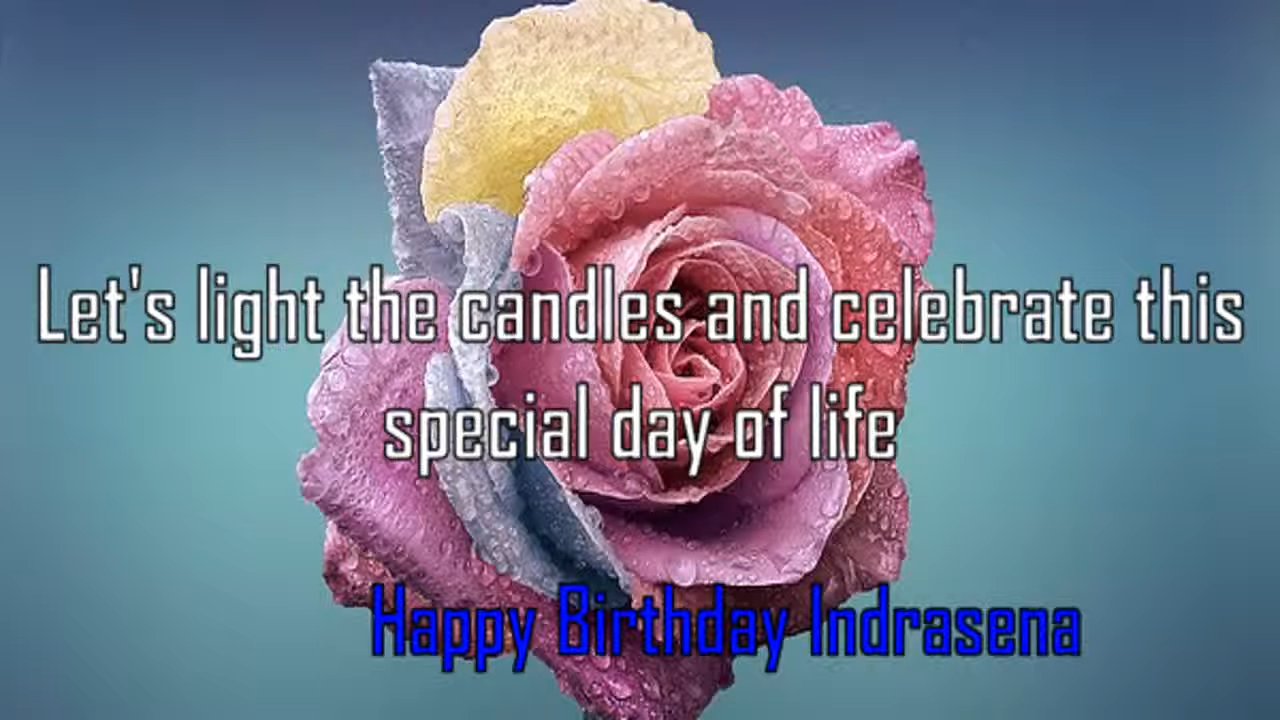 Let's light the candles and celebrate this
special day of life
Happy Birthday Indrasena